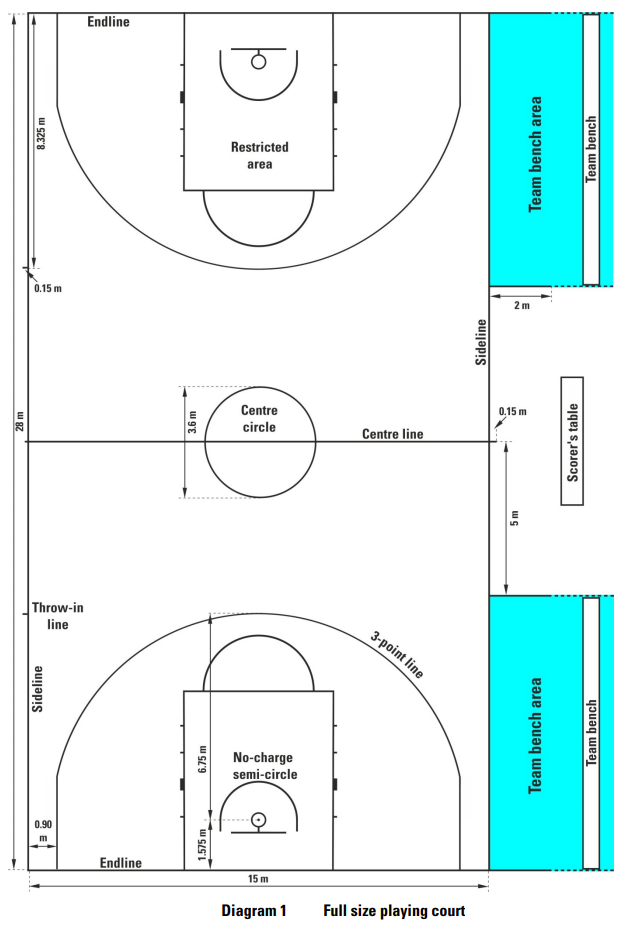 Endline
Team bench area
Team bench
8.325 m
Restricted
area
0.15 m
2 m
Sideline
28 m
3.6 m
Centre
circle
Centre line
0.15 m
Scorer's table
5 m
Throw-in
line
3-point line
Sideline
6.75 m
No-charge
semi-circle
Team bench area
Team bench
0.90
m
1.575 m
Endline
15 m
Diagram 1 Full size playing court